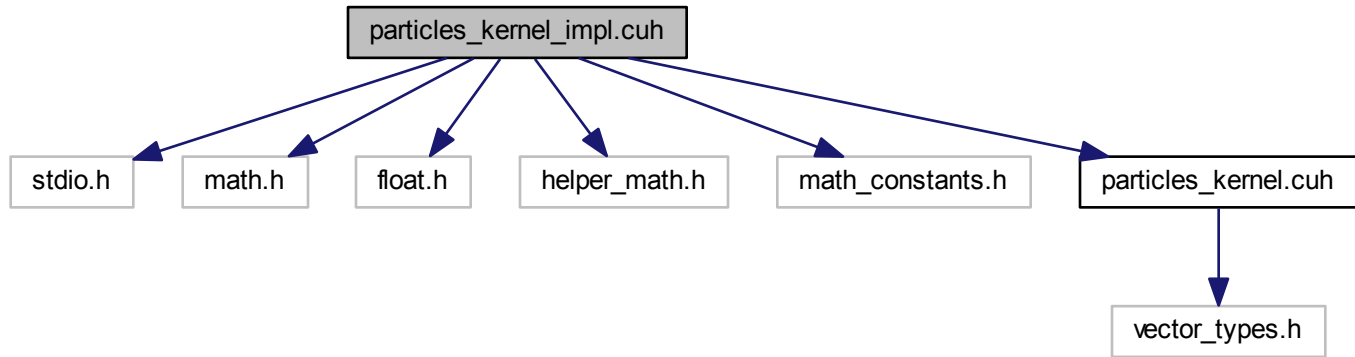 particles_kernel_impl.cuh
stdio.h
math.h
float.h
helper_math.h
math_constants.h
particles_kernel.cuh
vector_types.h